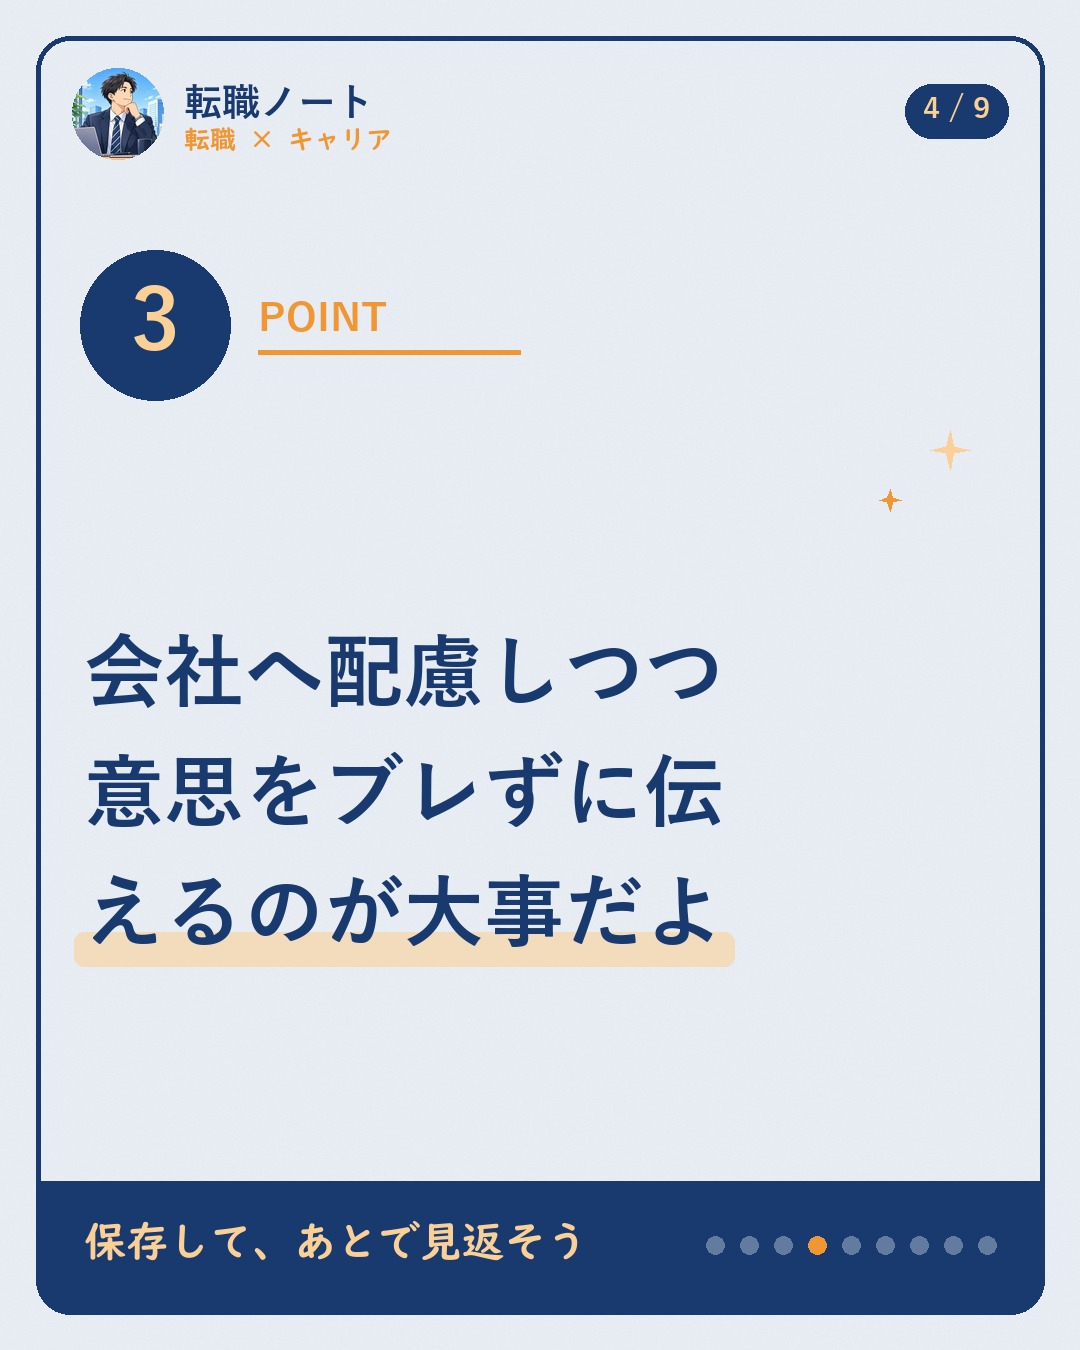 転職ノート
転職 × キャリア
4 / 9
3
POINT
会社へ配慮しつつ
意思をブレずに伝
えるのが大事だよ
保存して、あとで見返そう